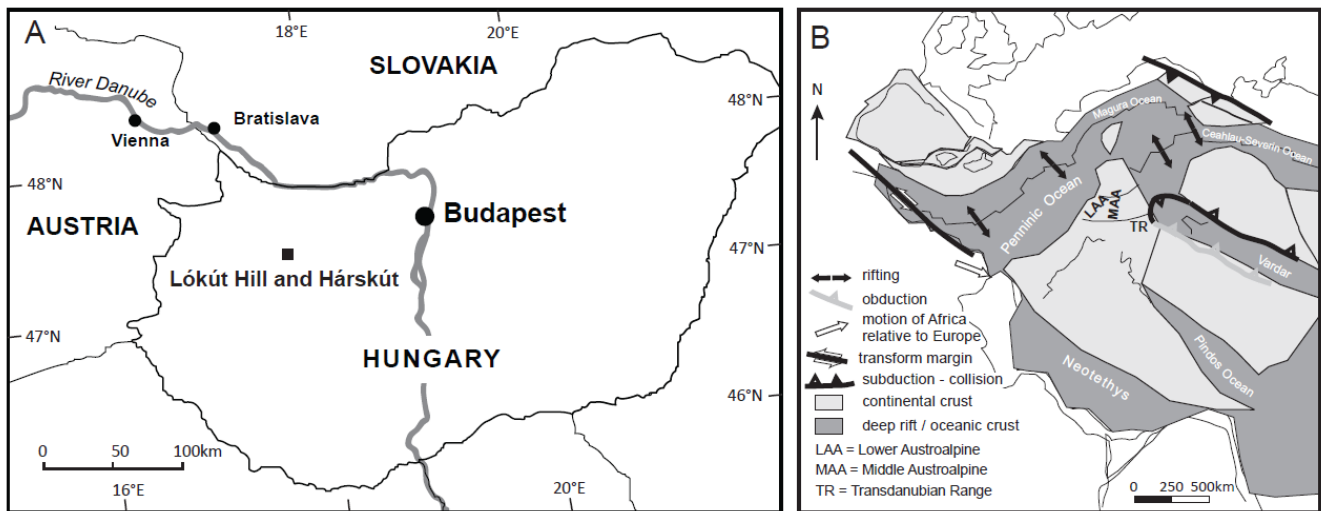 A
18°E
20°E
SLOVAKIA
River Danube
48°N
Bratislava
Vienna
48°N
AUSTRIA
Budapest
47°N
Lókút Hill and Hárskút
47°N
HUNGARY
46°N
0 50 100km
16°E
20°E
B
N
Magura Ocean
Ceahlau-Severin Ocean
Penninic Ocean
LAA
MAA
TR
Vardar
Pindos Ocean
Neotethys
rifting
obduction
motion of Africa
relative to Europe
transform margin
subduction - collision
continental crust
deep rift / oceanic crust
LAA = Lower Austroalpine
MAA = Middle Austroalpine
TR = Transdanubian Range
0 250 500km